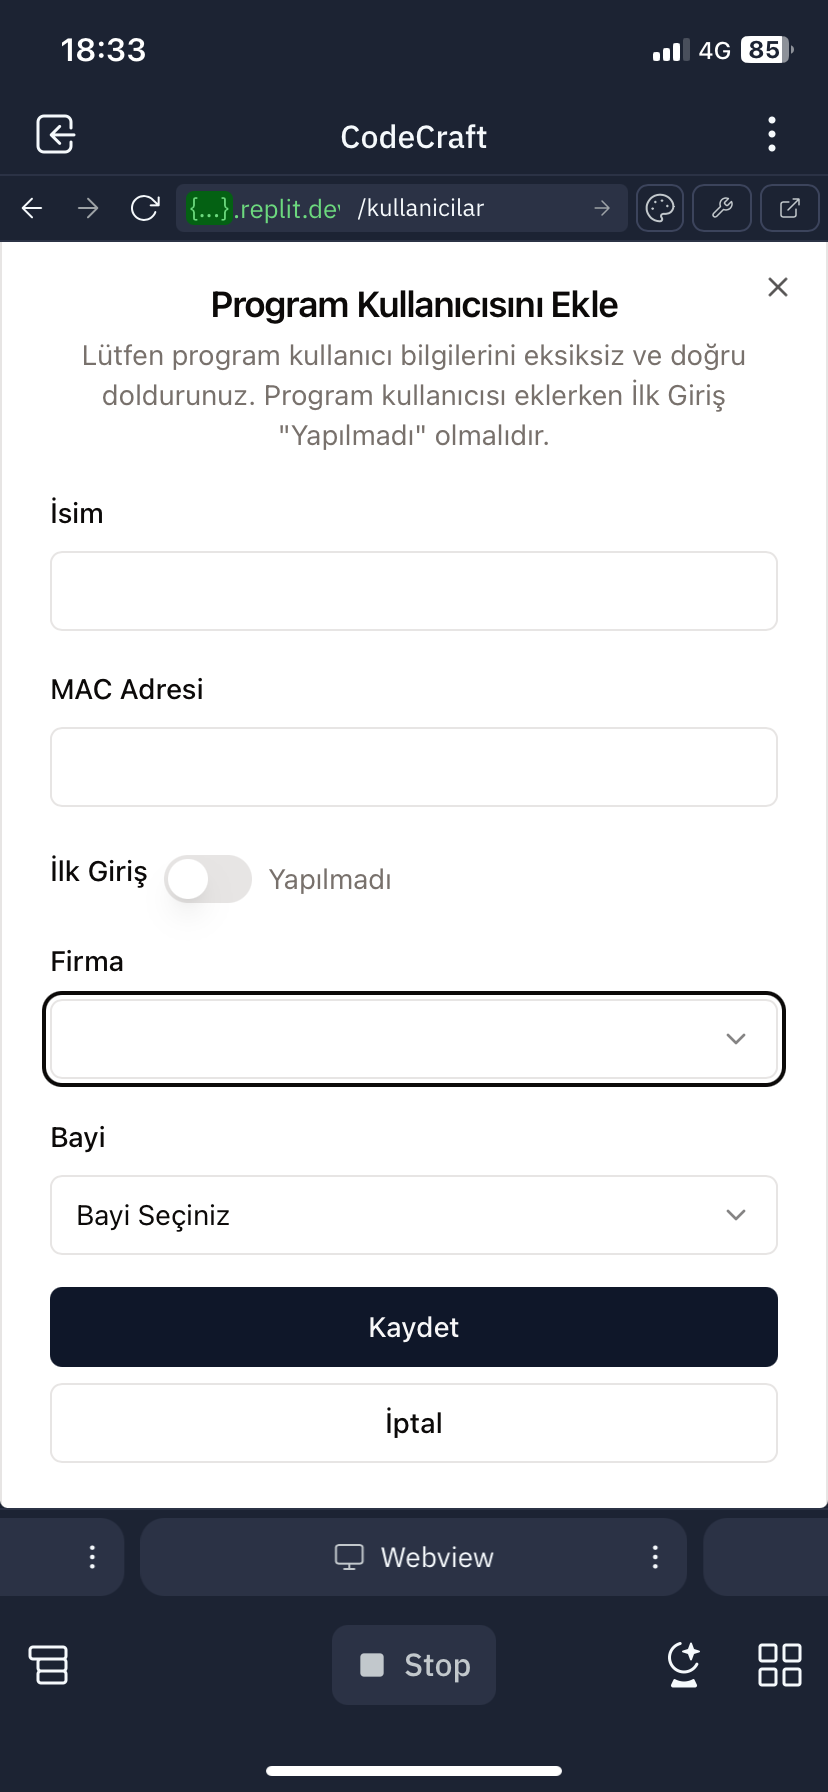 18:33
4G 85
CodeCraft
{...}.replit.dev /kullanicilar
Program Kullanıcısını Ekle
Lütfen program kullanıcı bilgilerini eksiksiz ve doğru
doldurunuz. Program kullanıcısı eklerken İlk Giriş
"Yapılmadı" olmalıdır.
İsim
MAC Adresi
İlk Giriş Yapılmadı
Firma
Bayi
Bayi Seçiniz
Kaydet
İptal
Webview
Stop